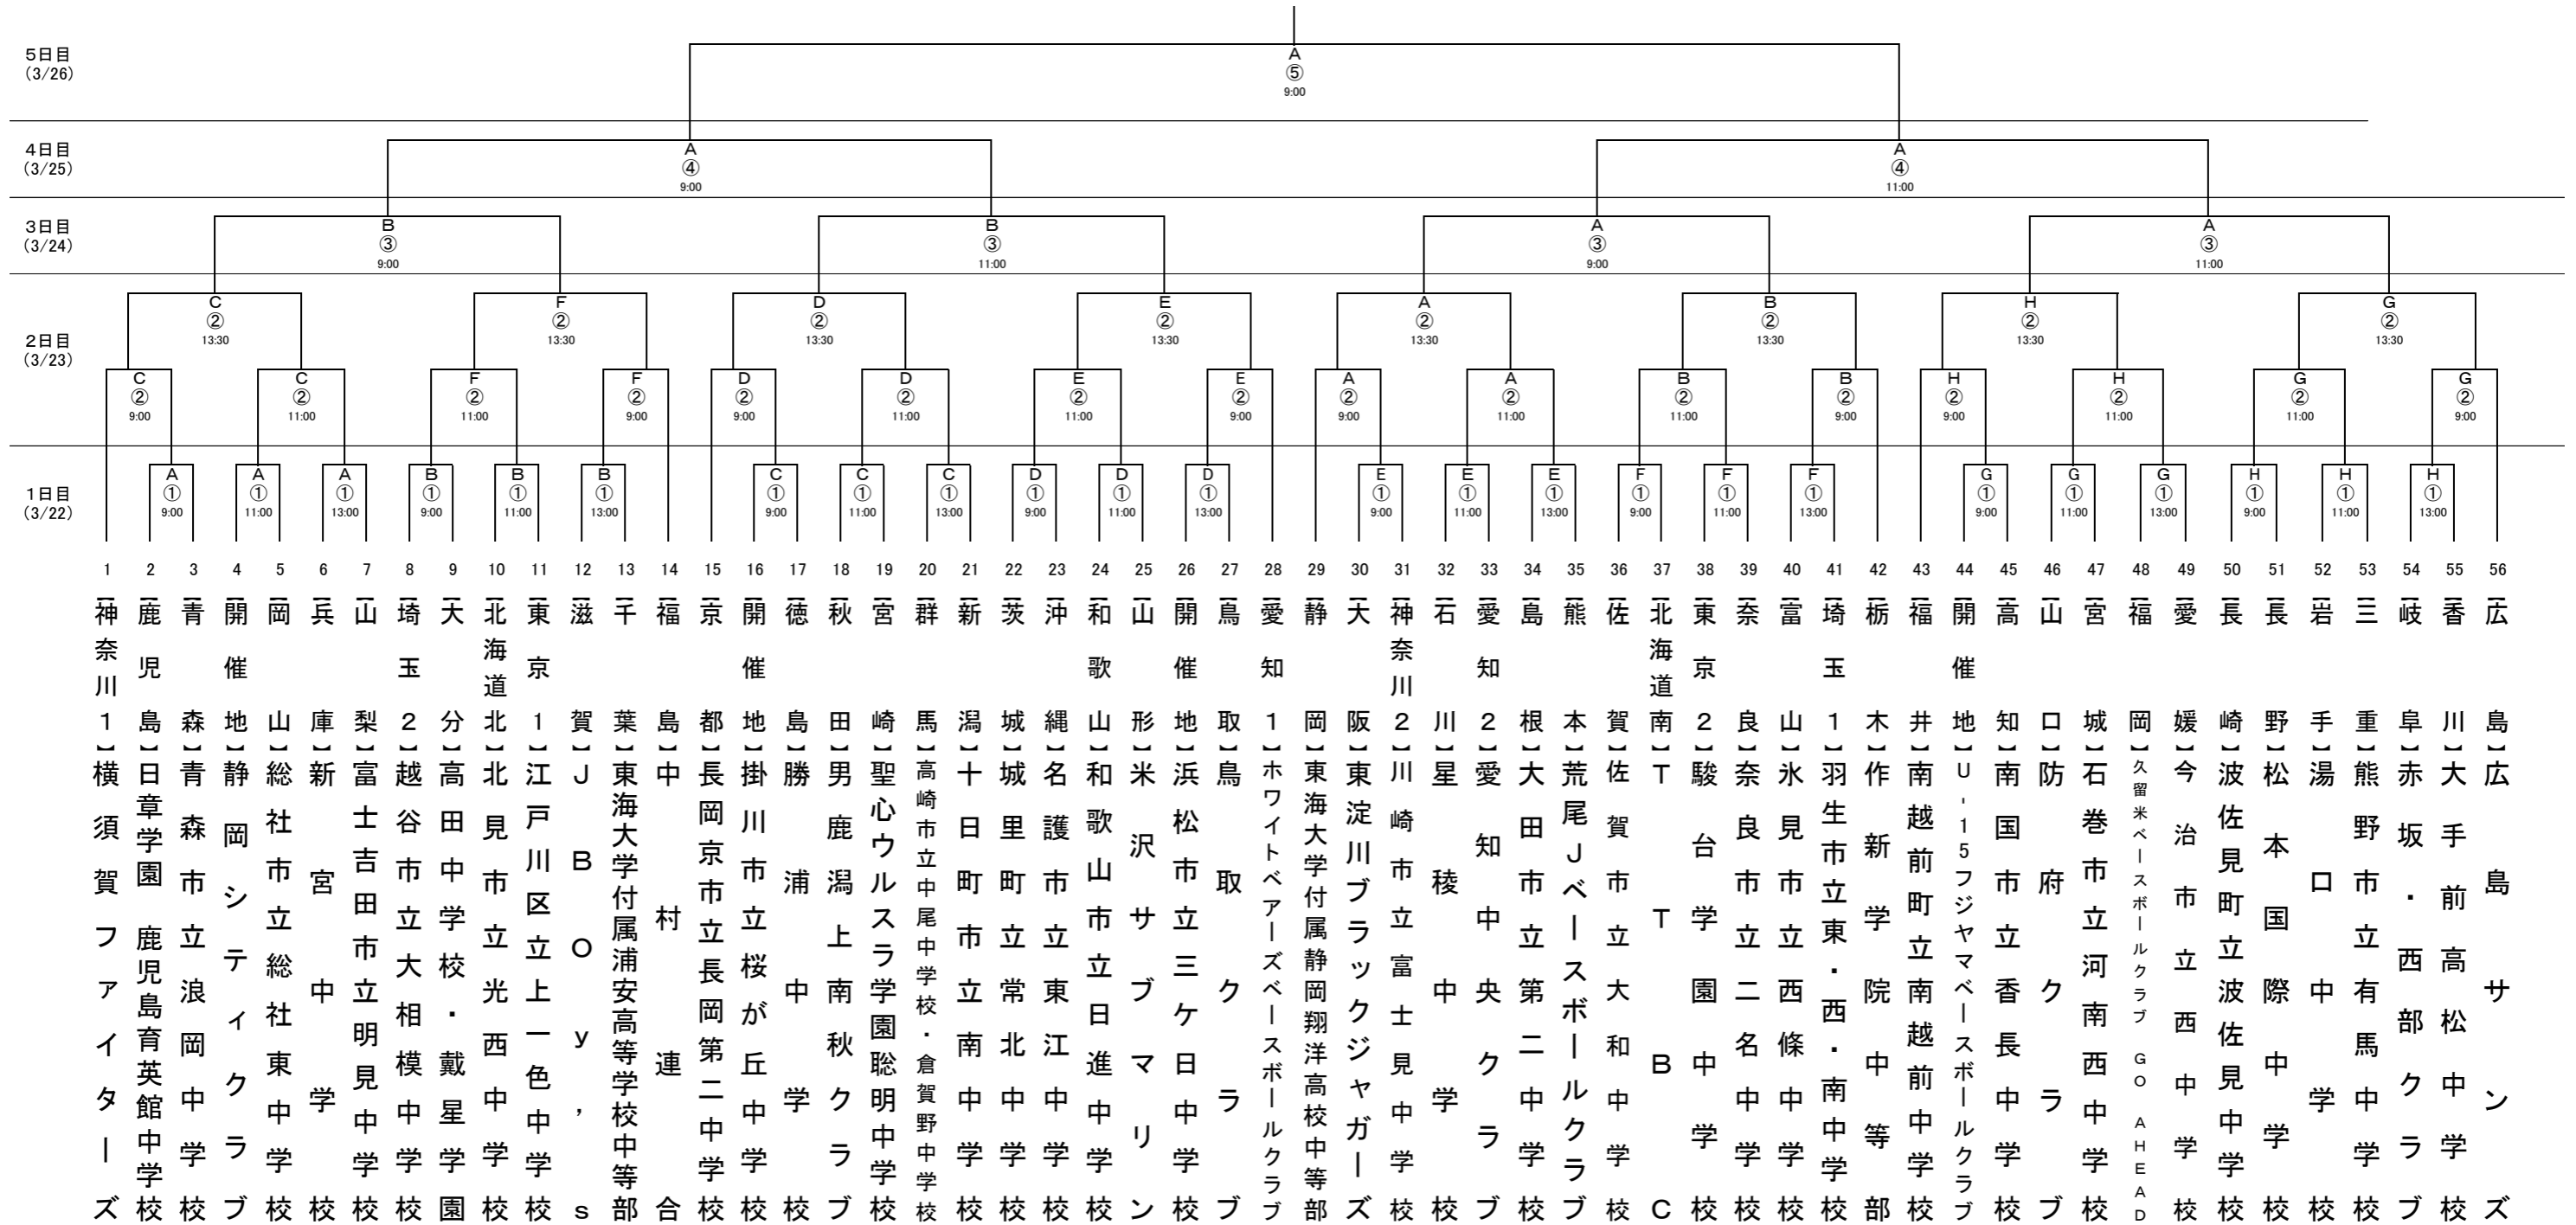 5日目
(3/26)
A
⑤
9:00
4日目
(3/25)
A
④
9:00
A
④
11:00
3日目
(3/24)
B
③
9:00
B
③
11:00
A
③
9:00
A
③
11:00
2日目
(3/23)
C
②
13:30
F
②
13:30
D
②
13:30
E
②
13:30
A
②
13:30
B
②
13:30
H
②
13:30
G
②
13:30
C
②
9:00
C
②
11:00
F
②
11:00
F
②
9:00
D
②
9:00
D
②
11:00
E
②
11:00
E
②
9:00
A
②
9:00
A
②
11:00
B
②
11:00
B
②
9:00
H
②
9:00
H
②
11:00
G
②
11:00
G
②
9:00
1日目
(3/22)
A
①
9:00
A
①
11:00
A
①
13:00
B
①
9:00
B
①
11:00
B
①
13:00
C
①
9:00
C
①
11:00
C
①
13:00
D
①
9:00
D
①
11:00
D
①
13:00
E
①
9:00
E
①
11:00
E
①
13:00
F
①
9:00
F
①
11:00
F
①
13:00
G
①
9:00
G
①
11:00
G
①
13:00
H
①
9:00
H
①
11:00
H
①
13:00
1
【神奈川1】横須賀ファイターズ
2
【鹿児島】日章学園 鹿児島育英館中学校
3
【青森】青森市立浪岡中学校
4
【開催地】静岡シティクラブ
5
【岡山】総社市立総社東中学校
6
【兵庫】新宮中学校
7
【山梨】富士吉田市立明見中学校
8
【埼玉2】越谷市立大相模中学校
9
【大分】高田中学校・戴星学園
10
【北海道北】北見市立光西中学校
11
【東京1】江戸川区立上一色中学校
12
【滋賀】JBOy's
13
【千葉】東海大学付属浦安高等学校中等部
14
【福島】中村連合
15
【京都】長岡京市立長岡第二中学校
16
【開催地】掛川市立桜が丘中学校
17
【徳島】勝浦中学校
18
【秋田】男鹿潟上南秋クラブ
19
【宮崎】聖心ウルスラ学園聡明中学校
20
【群馬】高崎市立中尾中学校・倉賀野中学校
21
【新潟】十日町市立南中学校
22
【茨城】城里町立常北中学校
23
【沖縄】名護市立東江中学校
24
【和歌山】和歌山市立日進中学校
25
【山形】米沢サブマリン
26
【開催地】浜松市立三ケ日中学校
27
【鳥取】鳥取クラブ
28
【愛知1】ホワイトベアーズベースボールクラブ
29
【静岡】東海大学付属静岡翔洋高校中等部
30
【大阪】東淀川ブラックジャガーズ
31
【神奈川2】川崎市立富士見中学校
32
【石川】星稜中学校
33
【愛知2】愛知中央クラブ
34
【島根】大田市立第二中学校
35
【熊本】荒尾Jベースボールクラブ
36
【佐賀】佐賀市立大和中学校
37
【北海道南】TTBC
38
【東京2】駿台学園中学校
39
【奈良】奈良市立二名中学校
40
【富山】氷見市立西條中学校
41
【埼玉1】羽生市立東・西・南中学校
42
【栃木】作新学院中等部
43
【福井】南越前町立南越前中学校
44
【開催地】U-15フジヤマベースボールクラブ
45
【高知】南国市立香長中学校
46
【山口】防府クラブ
47
【宮城】石巻市立河南西中学校
48
【福岡】久留米ベースボールクラブ GO AHEAD
49
【愛媛】今治市立西中学校
50
【長崎】波佐見町立波佐見中学校
51
【長野】松本国際中学校
52
【岩手】湯口中学校
53
【三重】熊野市立有馬中学校
54
【岐阜】赤坂・西部クラブ
55
【香川】大手前高松中学校
56
【広島】広島サンズ